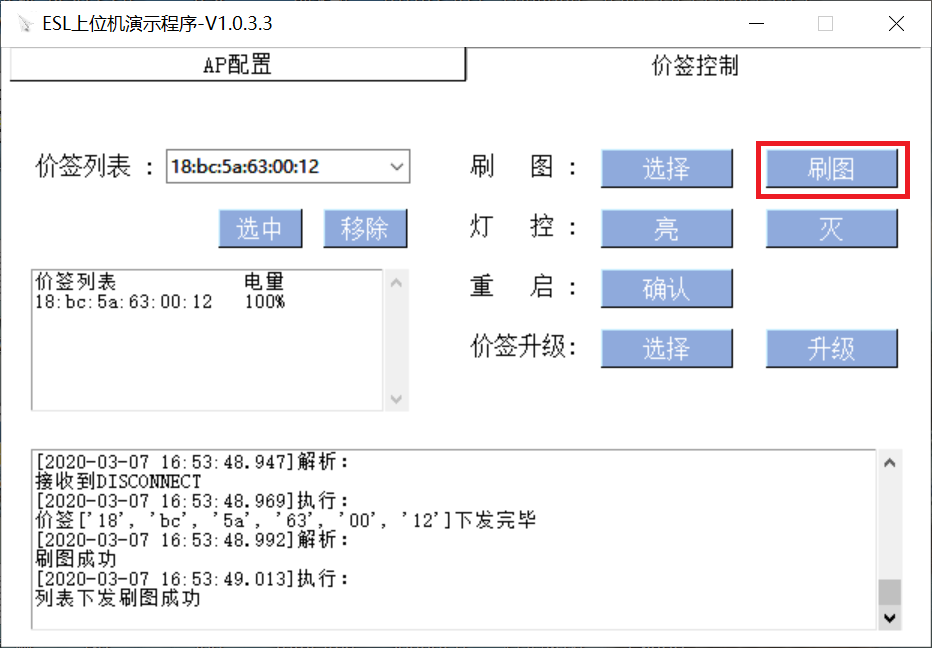 ESL上位机演示程序-V1.0.3.3
AP配置
价签控制
价签列表 : 18:bc:5a:63:00:12
刷 图 : 选择 刷图
选中 移除
灯 控 : 亮 灭
价签列表 电量
18:bc:5a:63:00:12 100%
重 启 : 确认
价签升级: 选择 升级
[2020-03-07 16:53:48.947]解析:
接收到DISCONNECT
[2020-03-07 16:53:48.969]执行:
价签['18', 'bc', '5a', '63', '00', '12']下发完毕
[2020-03-07 16:53:48.992]解析:
刷图成功
[2020-03-07 16:53:49.013]执行:
列表下发刷图成功